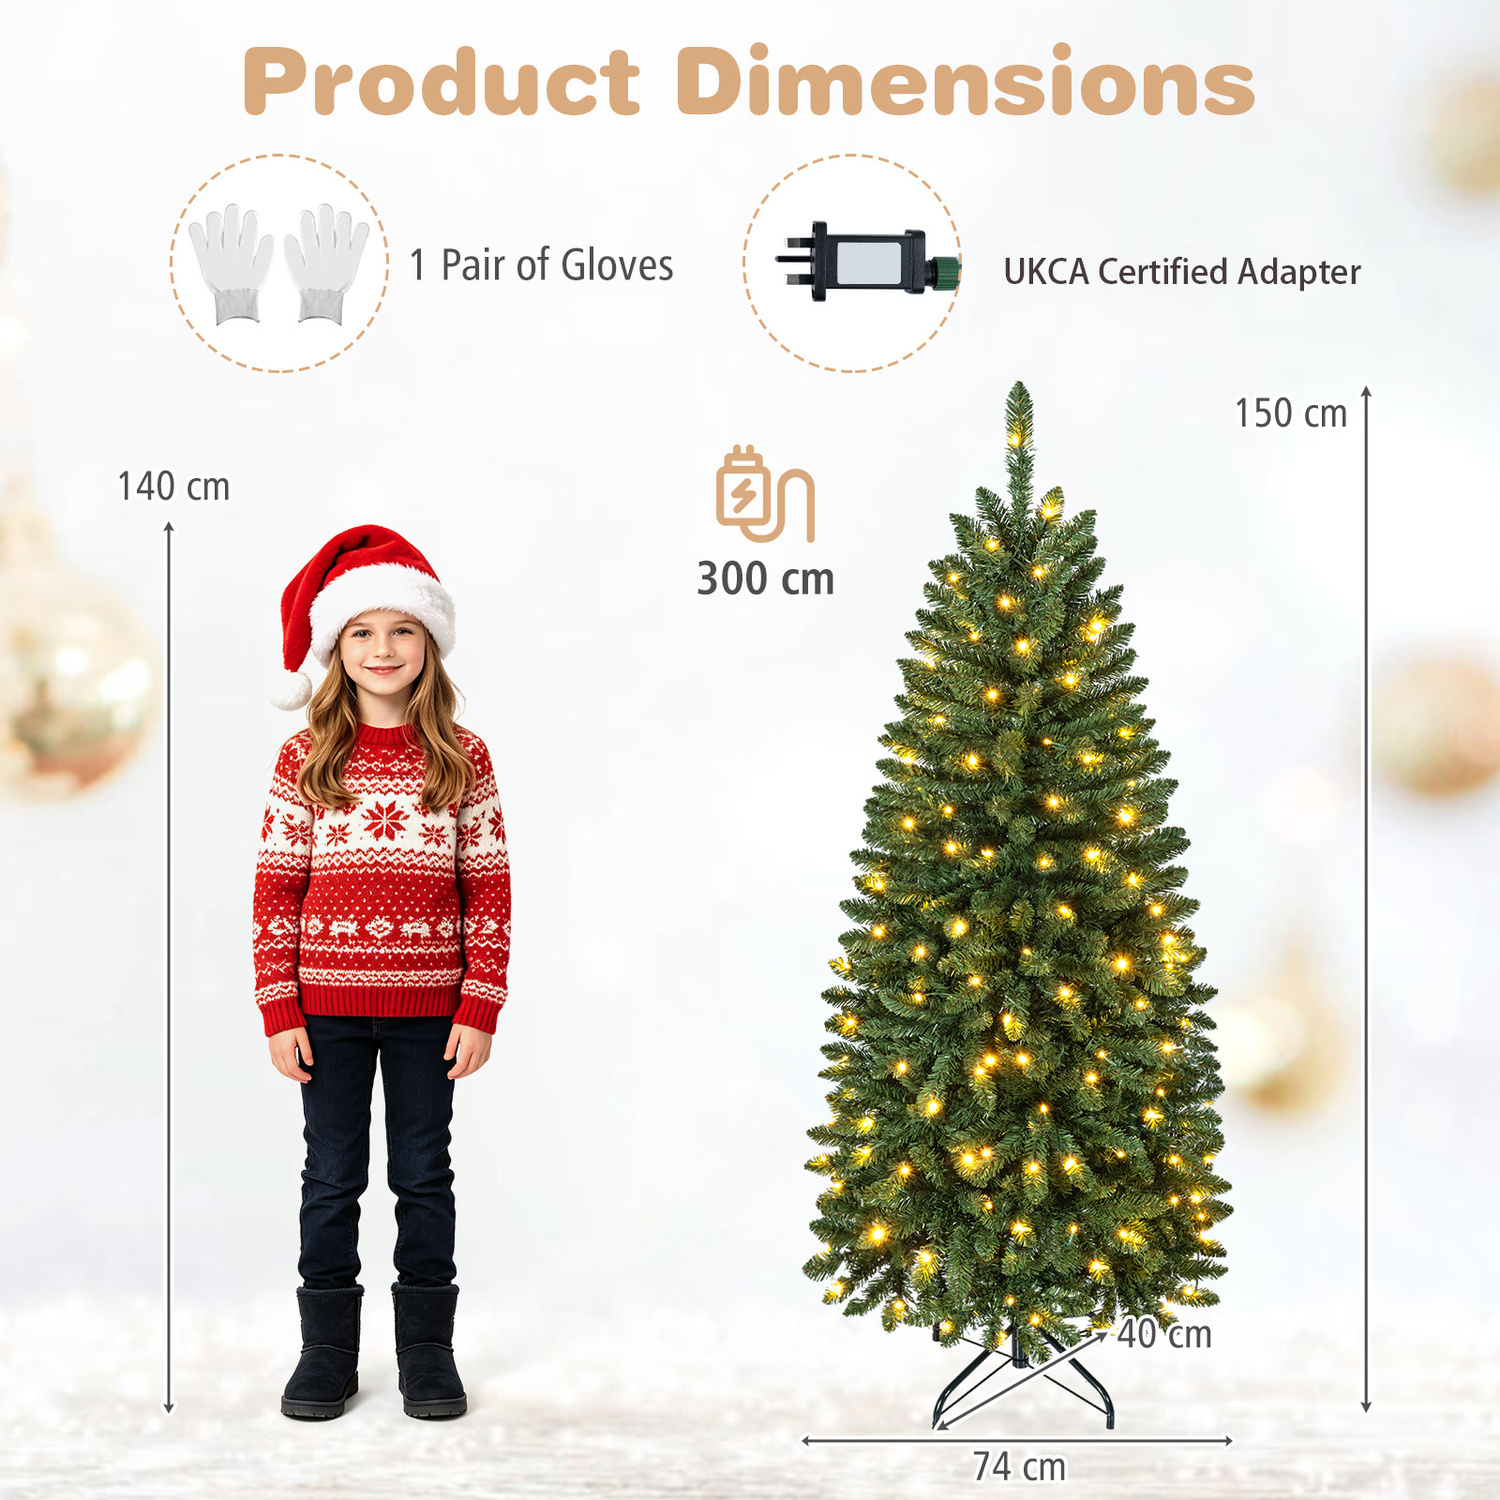 Product Dimensions
1 Pair of Gloves
UKCA Certified Adapter
150 cm
140 cm
300 cm
40 cm
74 cm